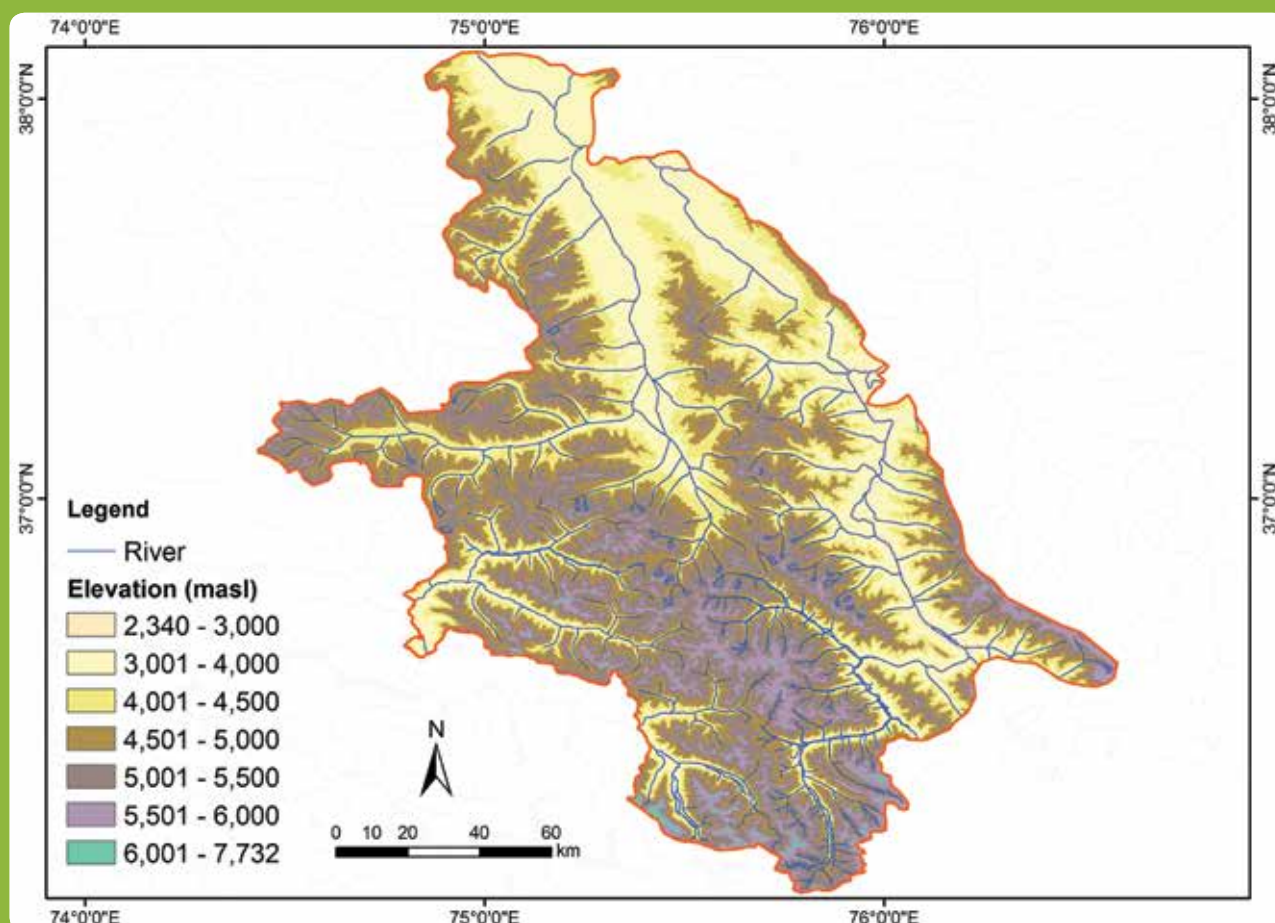 74°0'0"E 75°0'0"E 76°0'0"E
38°0'0"N 38°0'0"N
37°0'0"N 37°0'0"N
Legend
River
Elevation (masl)
2,340 - 3,000
3,001 - 4,000
4,001 - 4,500
4,501 - 5,000
5,001 - 5,500
5,501 - 6,000
6,001 - 7,732
N
0 10 20 40 60
km
74°0'0"E 75°0'0"E 76°0'0"E